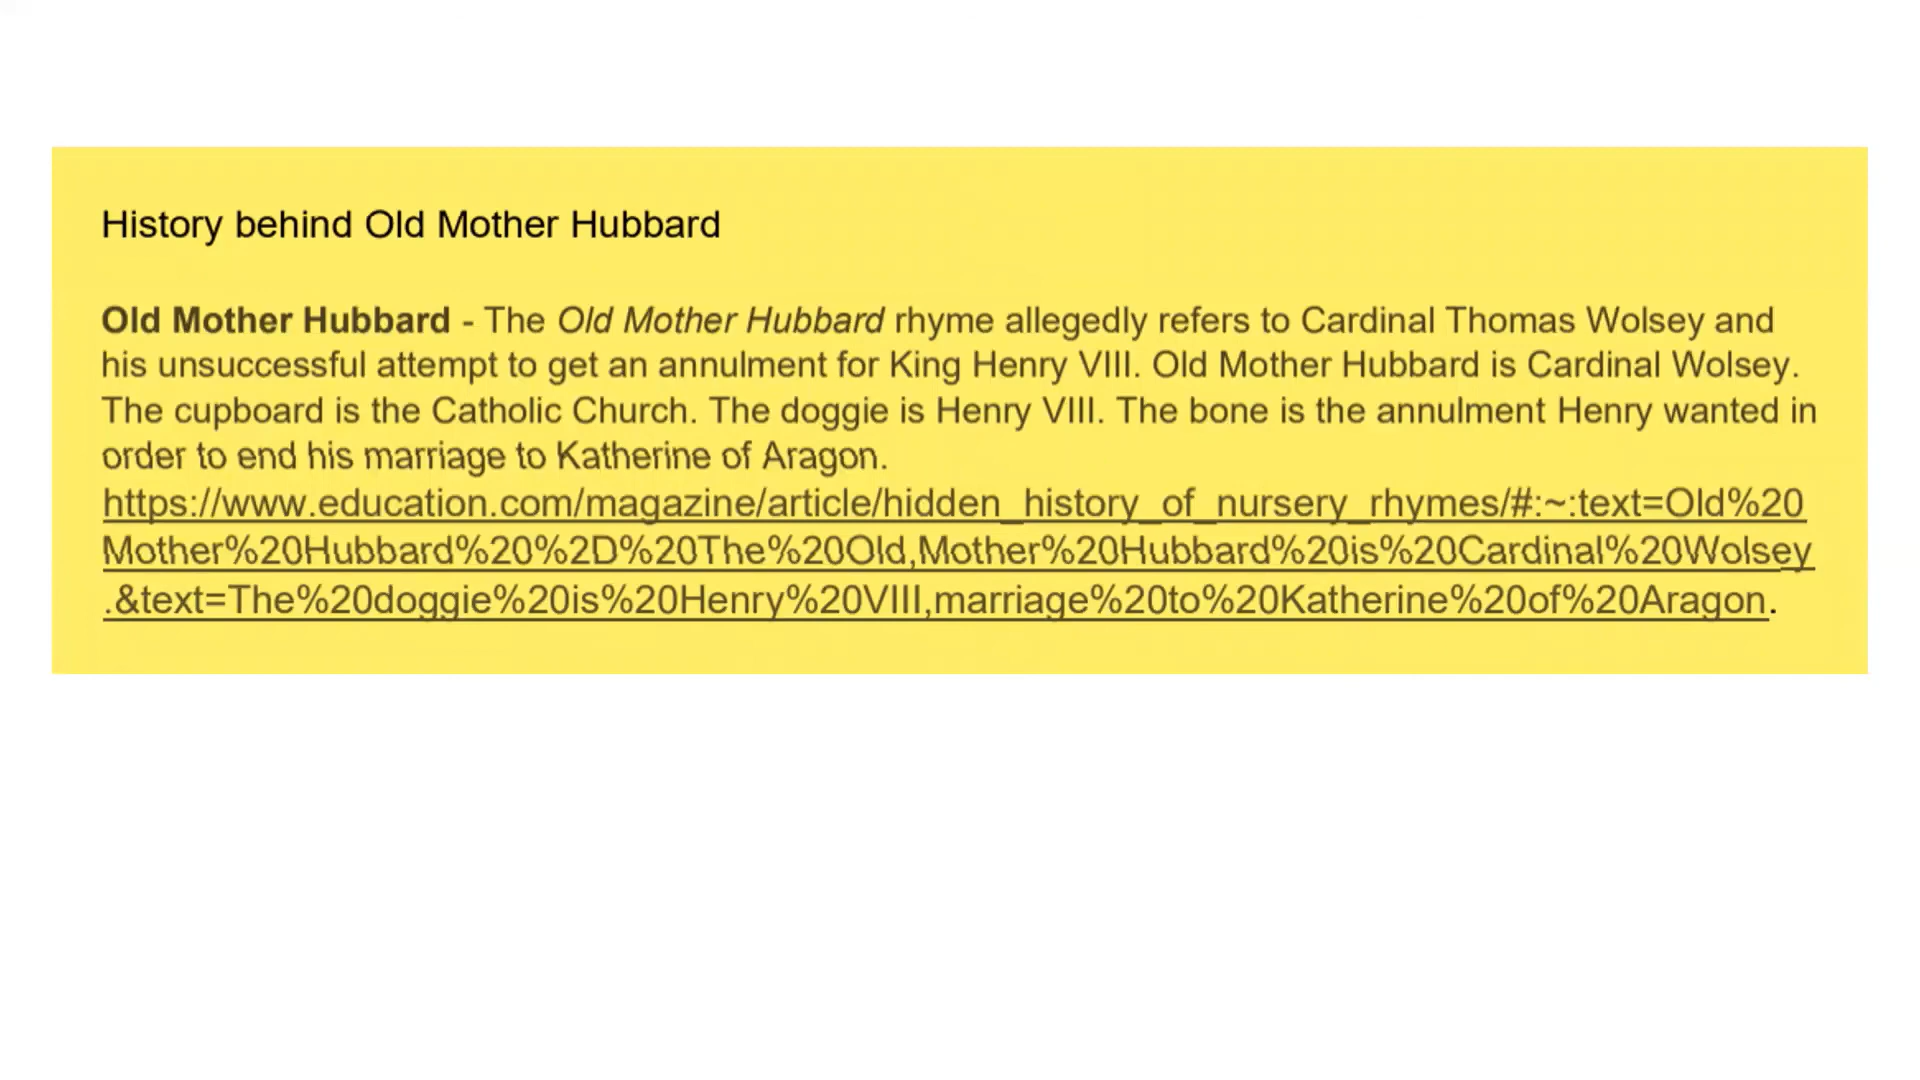 History behind Old Mother Hubbard
Old Mother Hubbard - The Old Mother Hubbard rhyme allegedly refers to Cardinal Thomas Wolsey and
his unsuccessful attempt to get an annulment for King Henry VIII. Old Mother Hubbard is Cardinal Wolsey.
The cupboard is the Catholic Church. The doggie is Henry VIII. The bone is the annulment Henry wanted in
order to end his marriage to Katherine of Aragon.
https://www.education.com/magazine/article/hidden_history_of_nursery_rhymes/#:~:text=Old%20
Mother%20Hubbard%20%2D%20The%20Old,Mother%20Hubbard%20is%20Cardinal%20Wolsey
.&text=The%20doggie%20is%20Henry%20VIII,marriage%20to%20Katherine%20of%20Aragon.